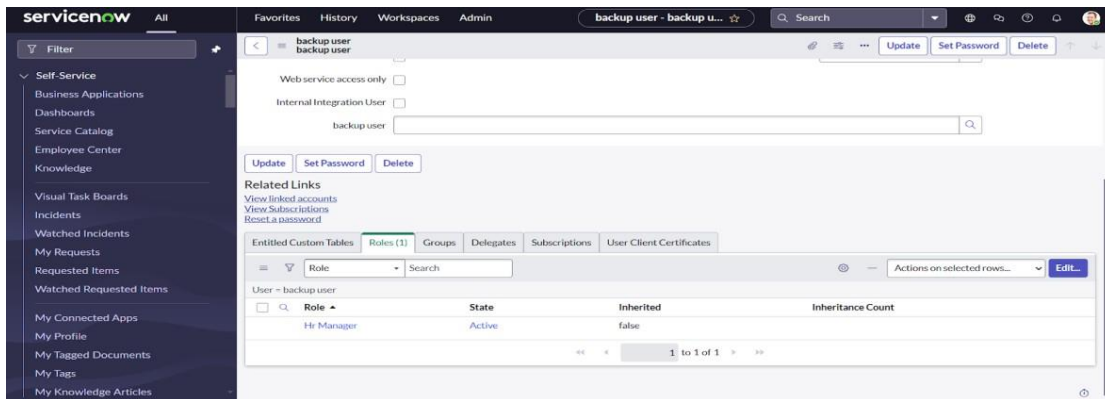 servicenow All Favorites History Workspaces Admin backup user - backup u... Search
Filter
backup user
backup user
Update Set Password Delete
Self-Service
Business Applications
Dashboards
Service Catalog
Employee Center
Knowledge
Visual Task Boards
Incidents
Watched Incidents
My Requests
Requested Items
Watched Requested Items
My Connected Apps
My Profile
My Tagged Documents
My Tags
My Knowledge Articles
Web service access only
Internal Integration User
backup user
Update Set Password Delete
Related Links
View linked accounts
View Subscriptions
Reset a password
Entitled Custom Tables Roles (1) Groups Delegates Subscriptions User Client Certificates
Role Search Actions on selected rows... Edit...
User = backup user
Role State Inherited Inheritance Count
Hr Manager Active false
1 to 1 of 1